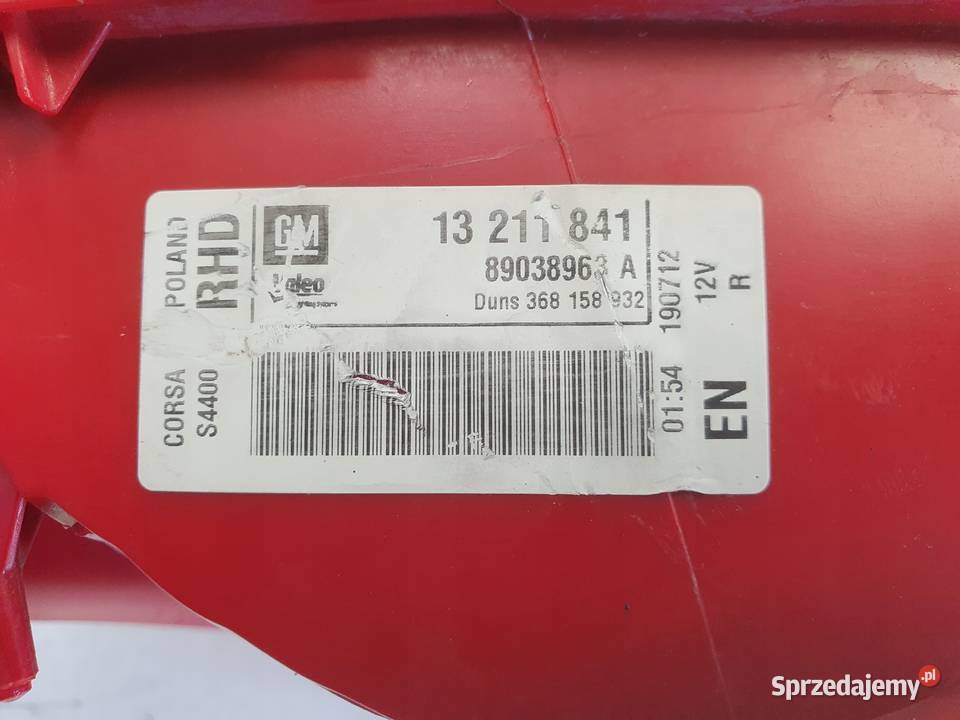 POLAND
RHD
GM
Valeo
13 211 841
89038963 A
Duns 368 158 932
CORSA
S4400
01:54 190712
12V
R
EN
Sprzedajemy.pl